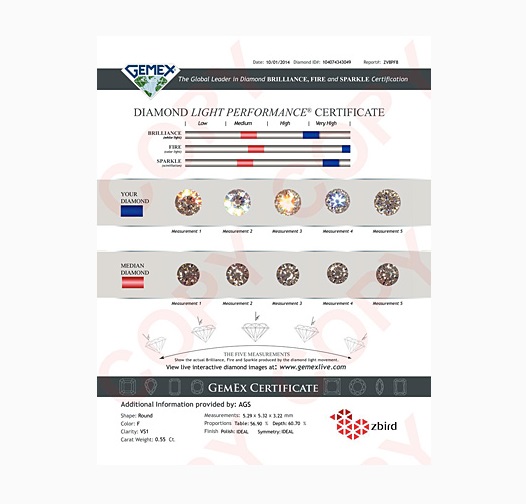 Date: 10/01/2014 Diamond ID#: 104074343049 Report#: ZVBPFB
GEMEX
The Global Leader in Diamond BRILLIANCE, FIRE and SPARKLE Certification
DIAMOND LIGHT PERFORMANCE® CERTIFICATE
Low Medium High Very High
BRILLIANCE
(white light)
FIRE
(color light)
SPARKLE
(scintillation)
YOUR
DIAMOND
Measurement 1 Measurement 2 Measurement 3 Measurement 4 Measurement 5
MEDIAN
DIAMOND
Measurement 1 Measurement 2 Measurement 3 Measurement 4 Measurement 5
THE FIVE MEASUREMENTS
Show the actual Brilliance, Fire and Sparkle produced by the diamond light movement.
View live interactive diamond images at: www.gemexlive.com
GEMEX CERTIFICATE
Additional Information provided by: AGS
Shape: Round
Color: F
Clarity: VS1
Carat Weight: 0.55 Ct.
Measurements: 5.29 x 5.32 x 3.22 mm
Proportions Table: 56.90 % Depth: 60.70 %
Finish Polish: IDEAL Symmetry: IDEAL
zbird
COPY
COPY
COPY
COPY